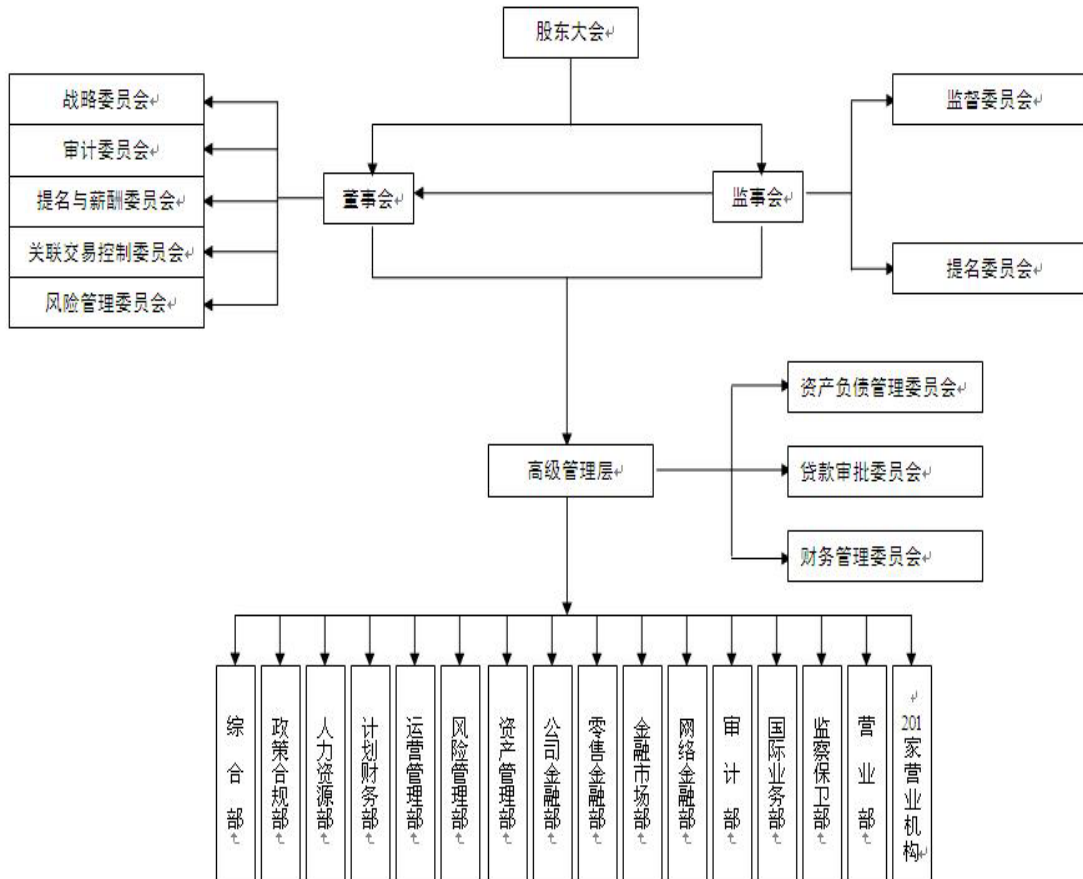 股东大会
战略委员会
审计委员会
提名与薪酬委员会
关联交易控制委员会
风险管理委员会
董事会
监事会
监督委员会
提名委员会
高级管理层
资产负债管理委员会
贷款审批委员会
财务管理委员会
综合部
政策合规部
人力资源部
计划财务部
运营管理部
风险管理部
资产管理部
公司金融部
零售金融部
金融市场部
网络金融部
审计部
国际业务部
监察保卫部
营业部
201家营业机构